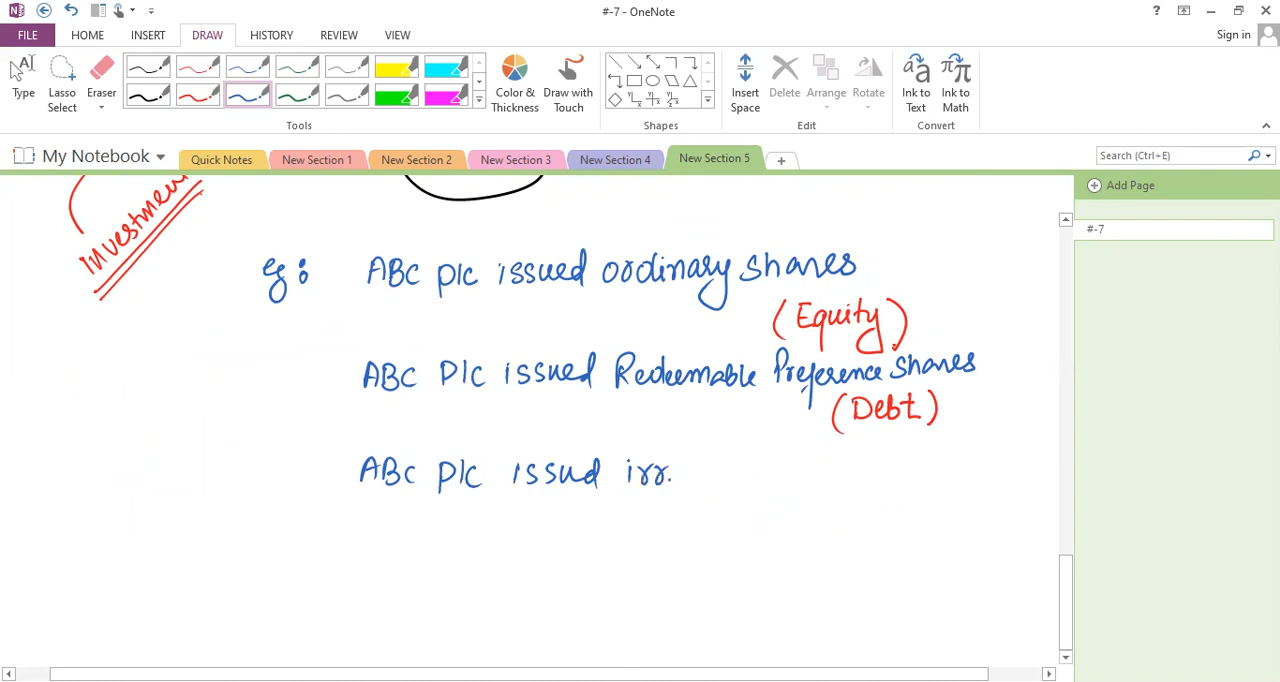 #-7 - OneNote
Sign in
FILE HOME INSERT DRAW HISTORY REVIEW VIEW
Type Lasso Select Eraser Color & Thickness Draw with Touch Insert Space Delete Arrange Rotate Ink to Text Ink to Math
Tools Shapes Edit Convert
My Notebook Quick Notes New Section 1 New Section 2 New Section 3 New Section 4 New Section 5 Search (Ctrl+E)
Add Page
#-7
Investment
eg: ABC plc issued ordinary shares
(Equity)
ABC Plc issued Redeemable Preference shares
(Debt)
ABC Plc issud irr.